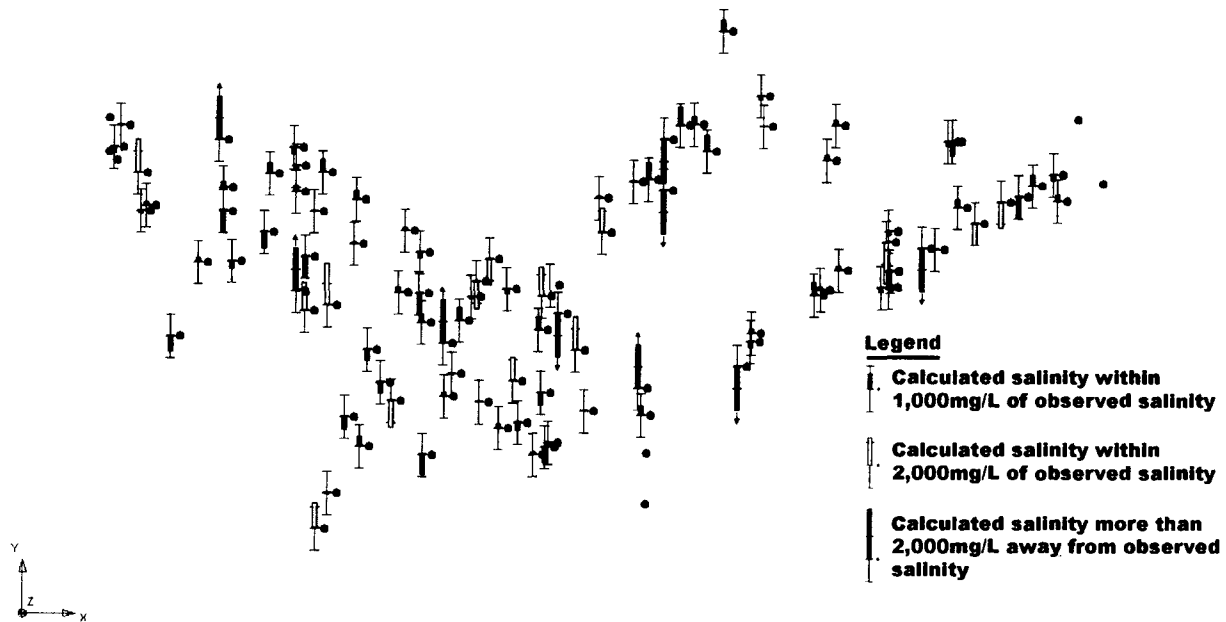 Legend
Calculated salinity within
1,000mg/L of observed salinity
Calculated salinity within
2,000mg/L of observed salinity
Calculated salinity more than
2,000mg/L away from observed
salinity
Y
Z
X